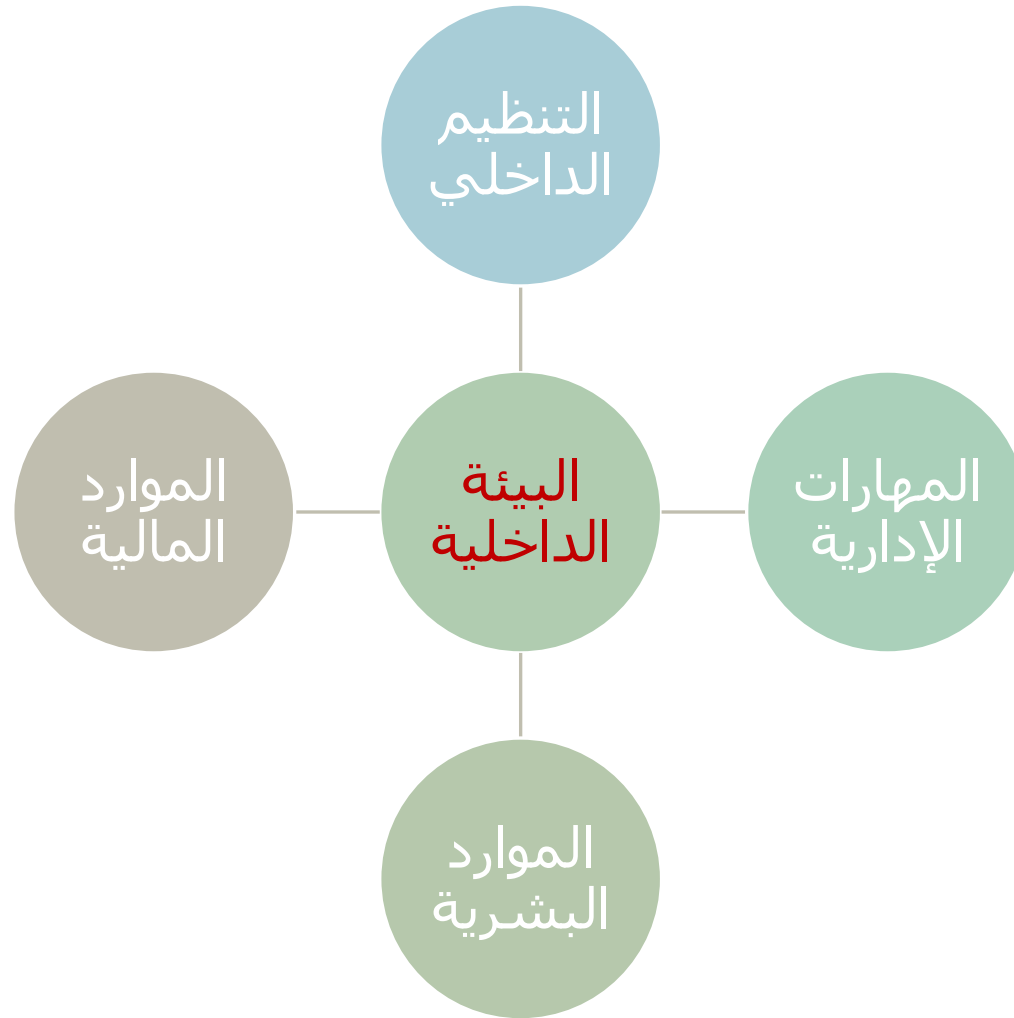 التنظيم
الداخلي
المهارات
الإدارية
البيئة
الداخلية
الموارد
المالية
الموارد
البشرية